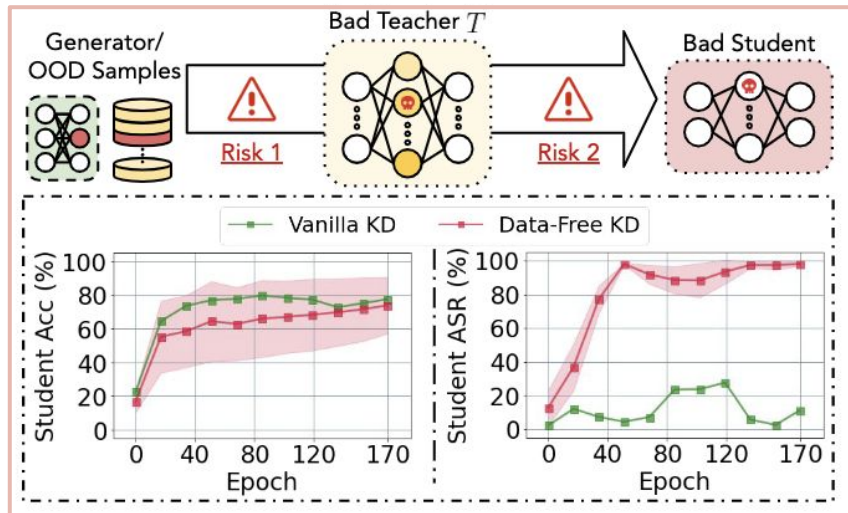 Generator/
OOD Samples
Bad Teacher T
Bad Student
Risk 1
Risk 2
Vanilla KD
Data-Free KD
Student Acc (%)
100
80
60
40
20
0
0
40
80
120
170
Epoch
Student ASR (%)
100
80
60
40
20
0
0
40
80
120
170
Epoch